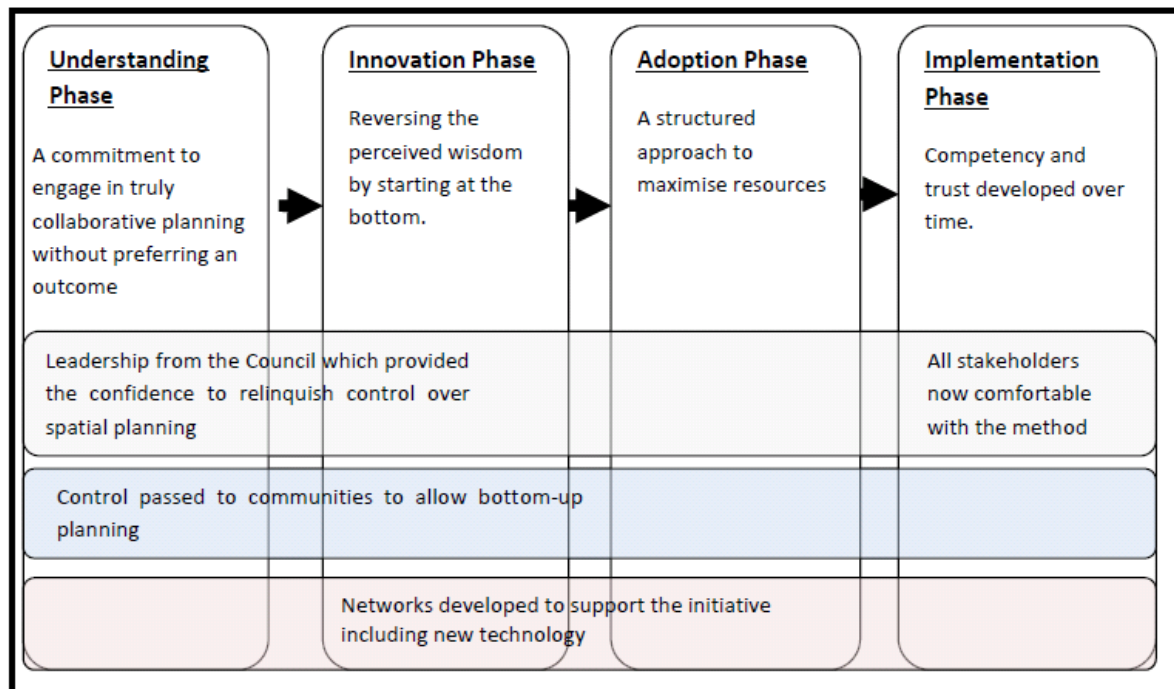 Understanding
Phase
A commitment to
engage in truly
collaborative planning
without preferring an
outcome
Innovation Phase
Reversing the
perceived wisdom
by starting at the
bottom.
Adoption Phase
A structured
approach to
maximise resources
Implementation
Phase
Competency and
trust developed over
time.
Leadership from the Council which provided
the confidence to relinquish control over
spatial planning
All stakeholders
now comfortable
with the method
Control passed to communities to allow bottom-up
planning
Networks developed to support the initiative
including new technology